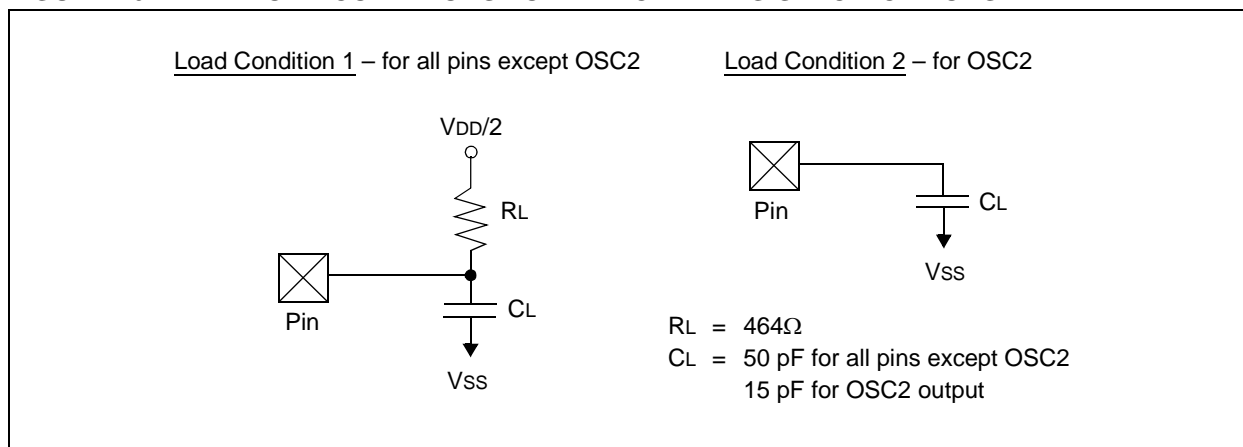 Load Condition 1 – for all pins except OSC2
Load Condition 2 – for OSC2
VDD/2
RL
CL
Pin
VSS
CL
Pin
VSS
RL = 464Ω
CL = 50 pF for all pins except OSC2
15 pF for OSC2 output